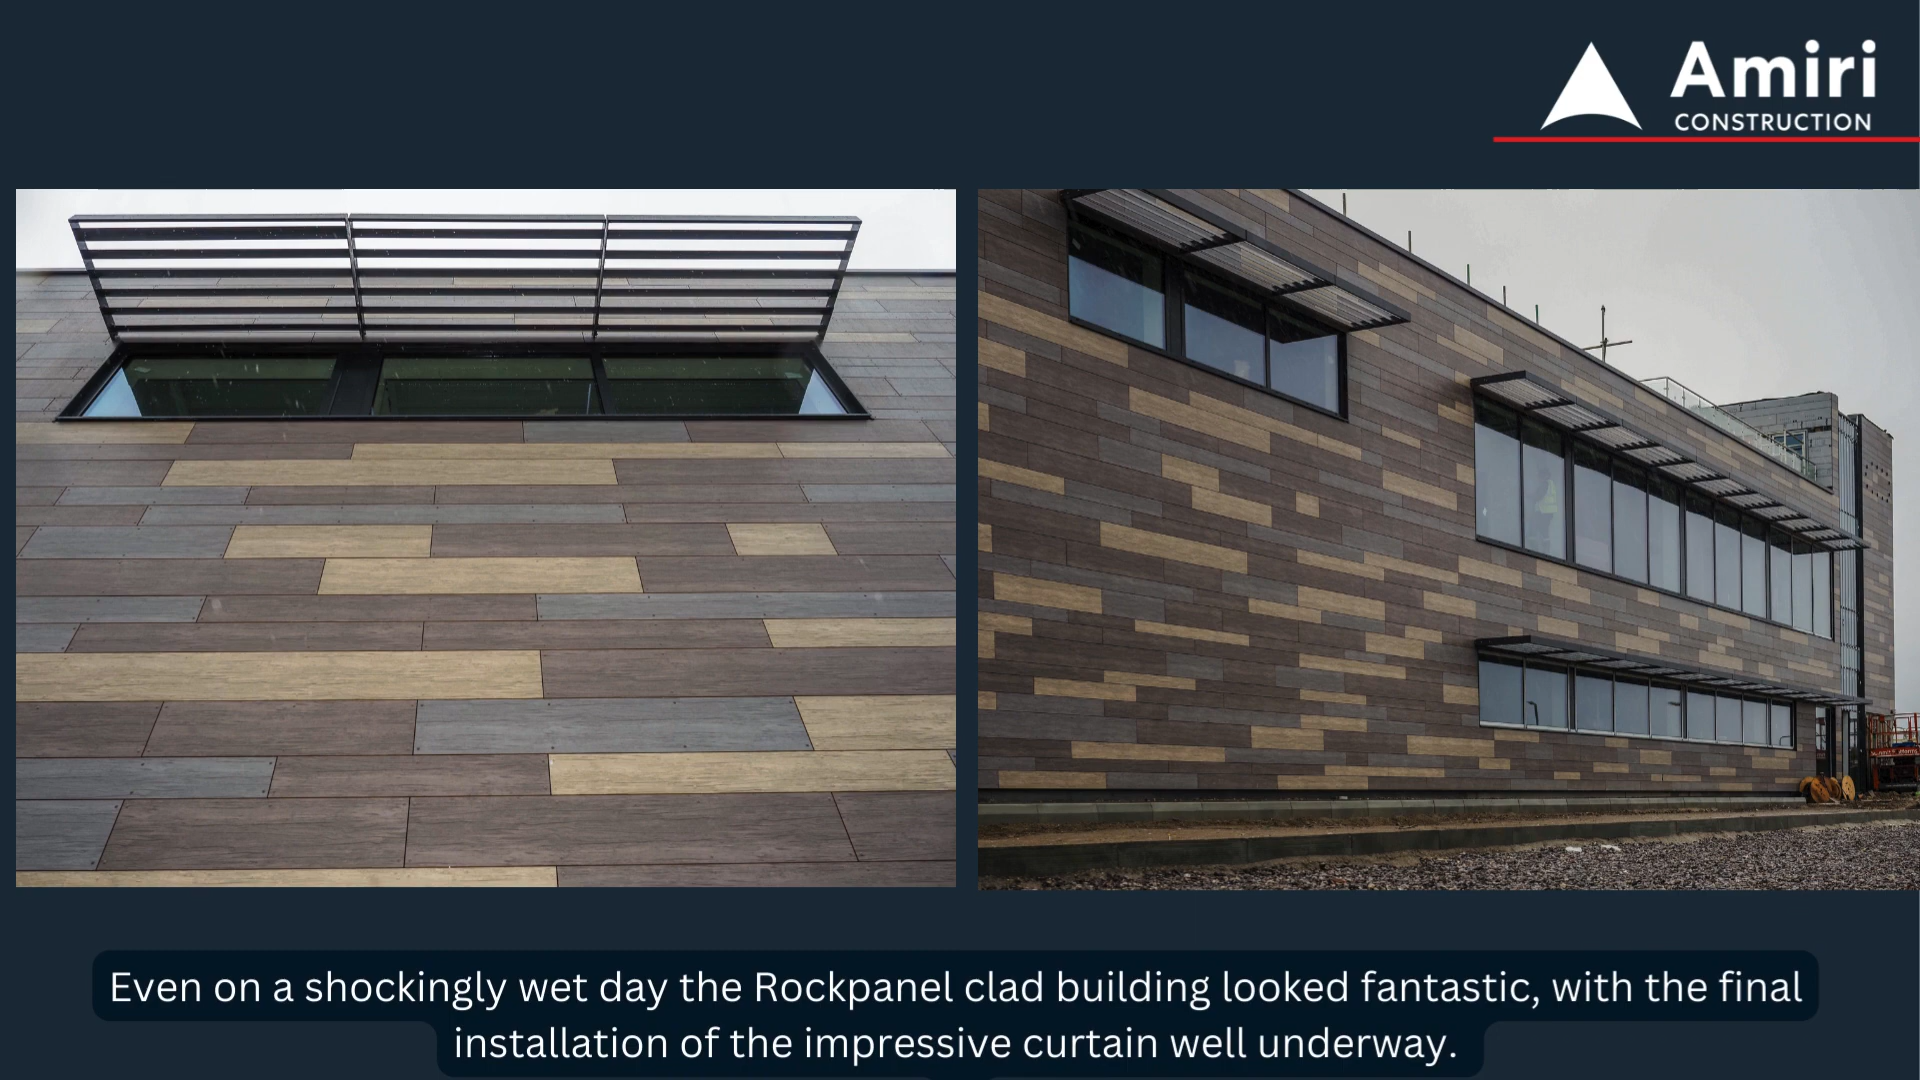 Amiri
CONSTRUCTION
Even on a shockingly wet day the Rockpanel clad building looked fantastic, with the final
installation of the impressive curtain well underway.